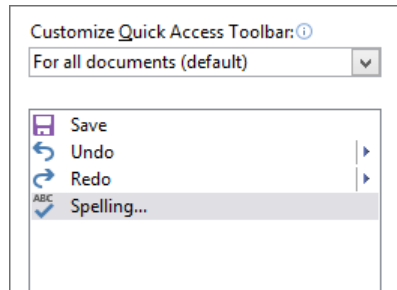 Customize Quick Access Toolbar:
For all documents (default)
Save
Undo
Redo
ABC
Spelling...